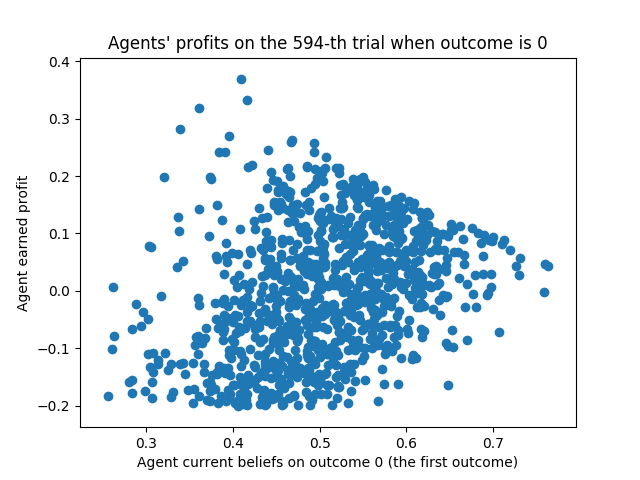 Agents' profits on the 594-th trial when outcome is 0
0.4
0.3
0.2
0.1
0.0
−0.1
−0.2
Agent earned profit
0.3 0.4 0.5 0.6 0.7
Agent current beliefs on outcome 0 (the first outcome)